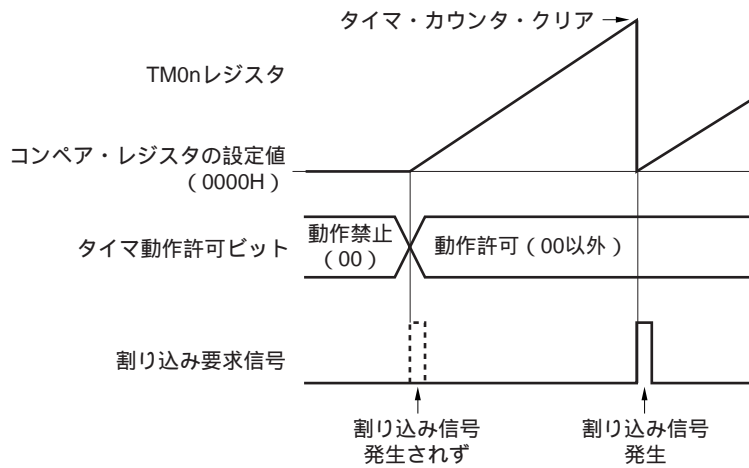 タイマ・カウンタ・クリア
TM0nレジスタ
コンペア・レジスタの設定値
(0000H)
タイマ動作許可ビット
動作禁止
(00)
動作許可(00以外)
割り込み要求信号
割り込み信号
発生されず
割り込み信号
発生